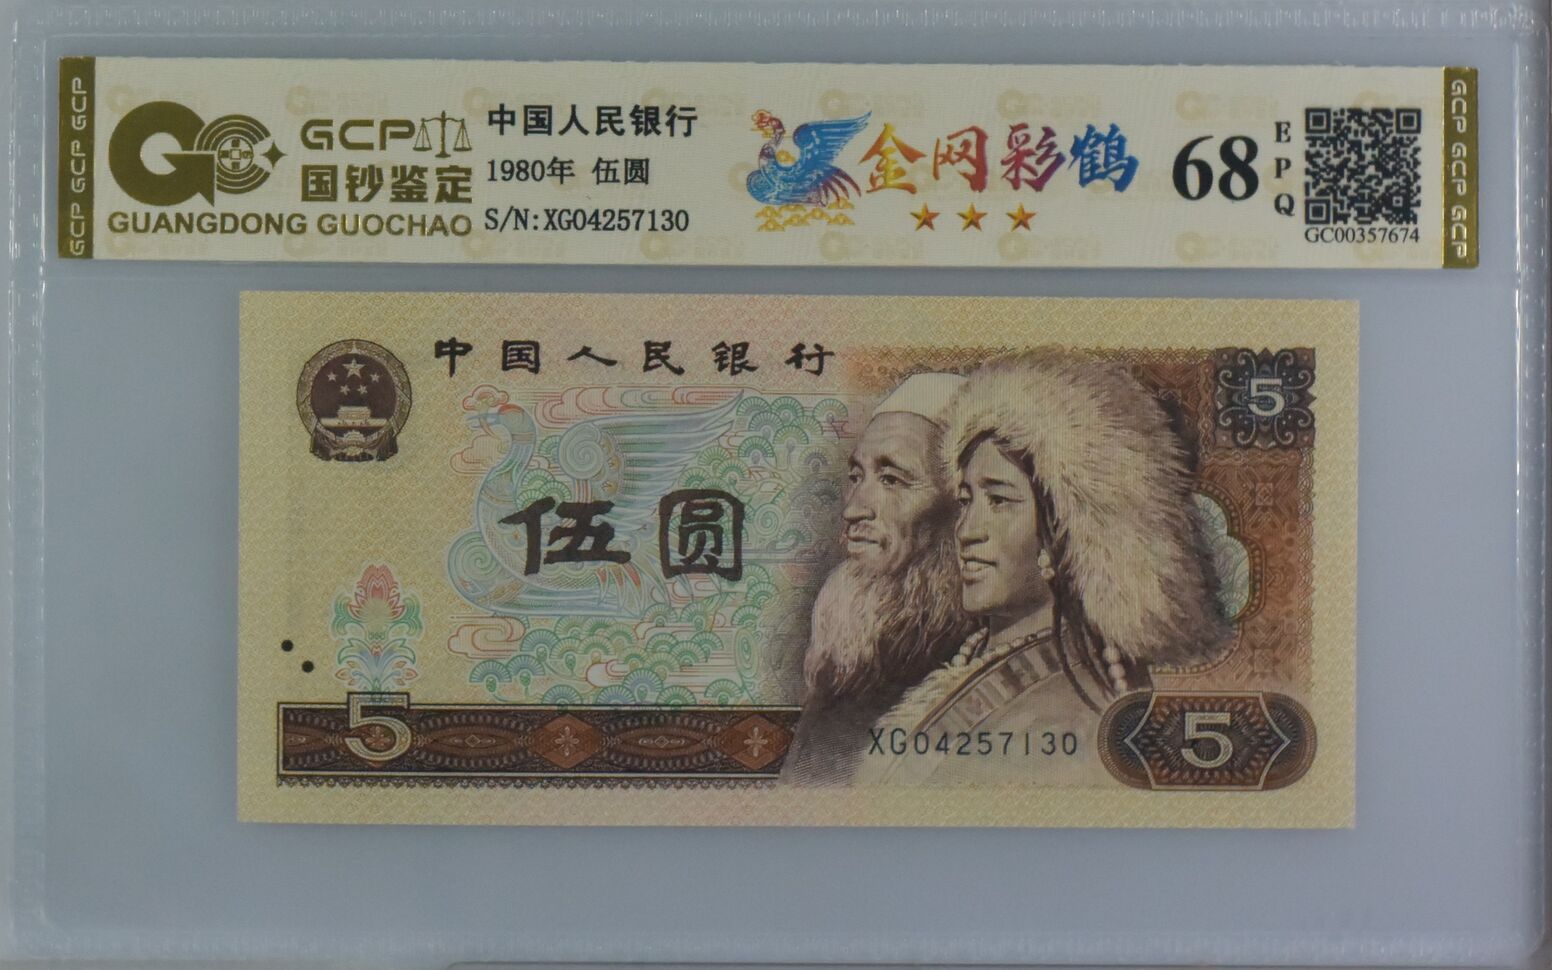 GCP GCP GCP
GCP
国钞鉴定
GUANGDONG GUOCHAO
中国人民银行
1980年 伍圆
S/N:XG04257130
金网彩鹤
68
EPQ
GC00357674
GCP GCP GCP
中国人民银行
5
伍圆
5
XG04257130
5